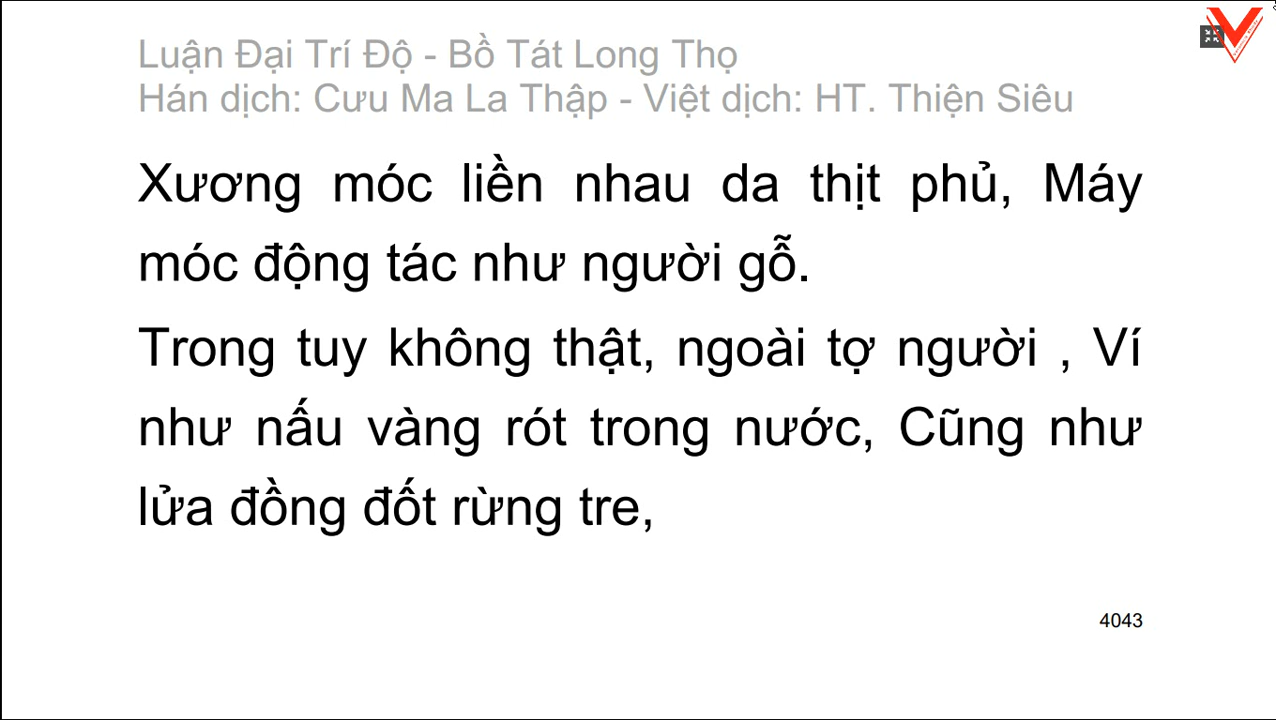 Luận Đại Trí Độ - Bồ Tát Long Thọ
Hán dịch: Cưu Ma La Thập - Việt dịch: HT. Thiện Siêu
Xương móc liền nhau da thịt phủ, Máy
móc động tác như người gỗ.
Trong tuy không thật, ngoài tợ người , Ví
như nấu vàng rót trong nước, Cũng như
lửa đồng đốt rừng tre,
4043